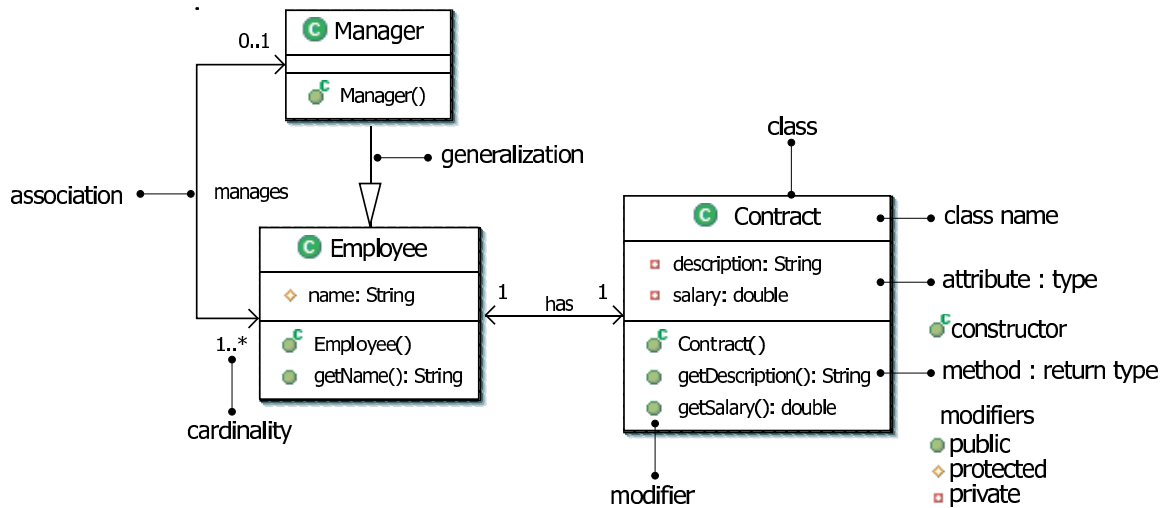 C Manager
0..1
C Manager()
class
generalization
association
manages
C Contract
class name
C Employee
description: String
attribute : type
name: String
salary: double
1
1
has
C constructor
1..*
C Employee()
C Contract()
getName(): String
getDescription(): String
method : return type
getSalary(): double
modifiers
cardinality
public
protected
modifier
private